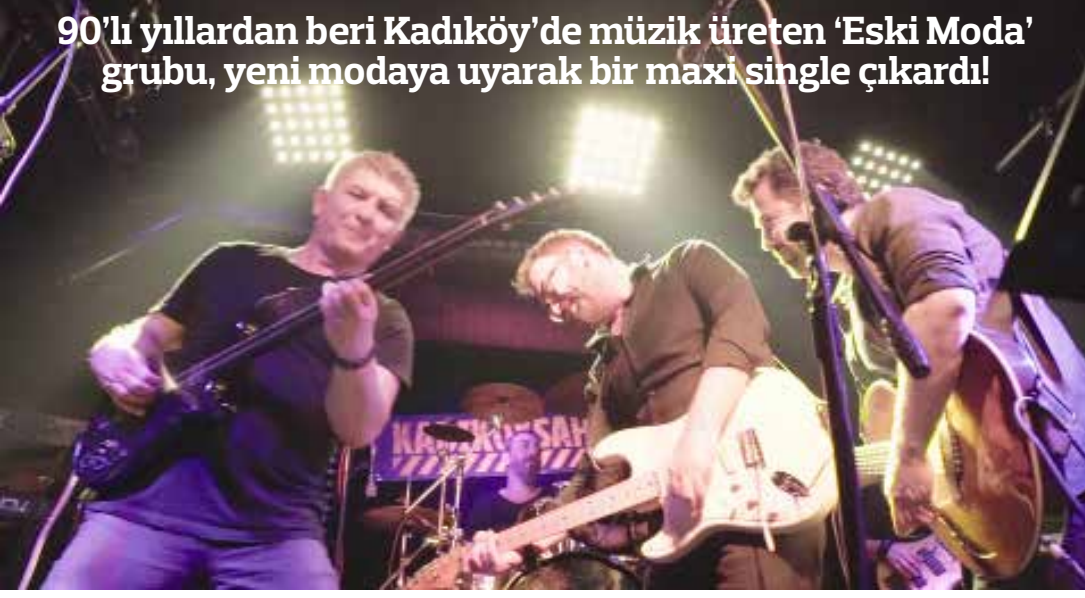 90’lı yıllardan beri Kadıköy’de müzik üreten ‘Eski Moda’
grubu, yeni modaya uyarak bir maxi single çıkardı!